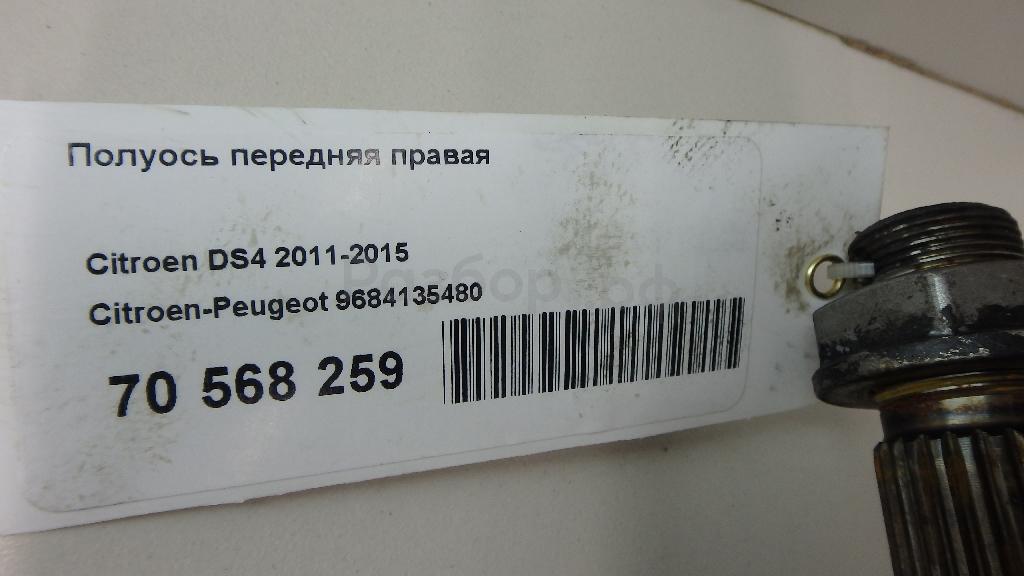 Полуось передняя правая
Citroen DS4 2011-2015
Citroen-Peugeot 9684135480
70 568 259